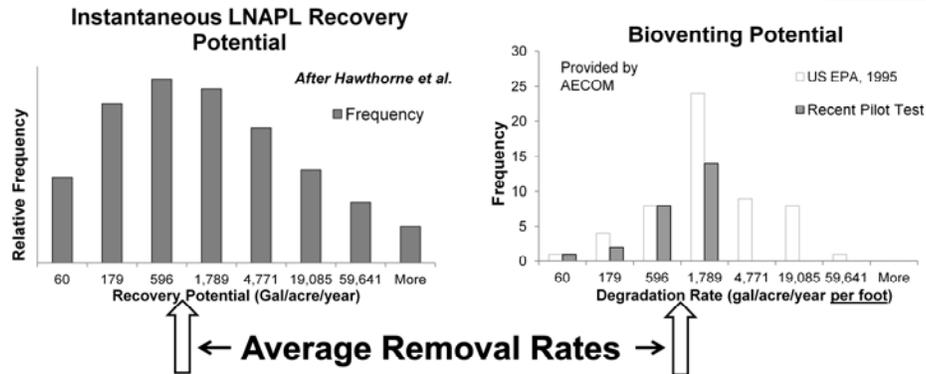 Instantaneous LNAPL Recovery
Potential
After Hawthorne et al.
Frequency
Relative Frequency
60 179 596 1,789 4,771 19,085 59,641 More
Recovery Potential (Gal/acre/year)
Bioventing Potential
Provided by
AECOM
US EPA, 1995
Recent Pilot Test
Frequency
30
25
20
15
10
5
0
60 179 596 1,789 4,771 19,085 59,641 More
Degradation Rate (gal/acre/year per foot)
Average Removal Rates